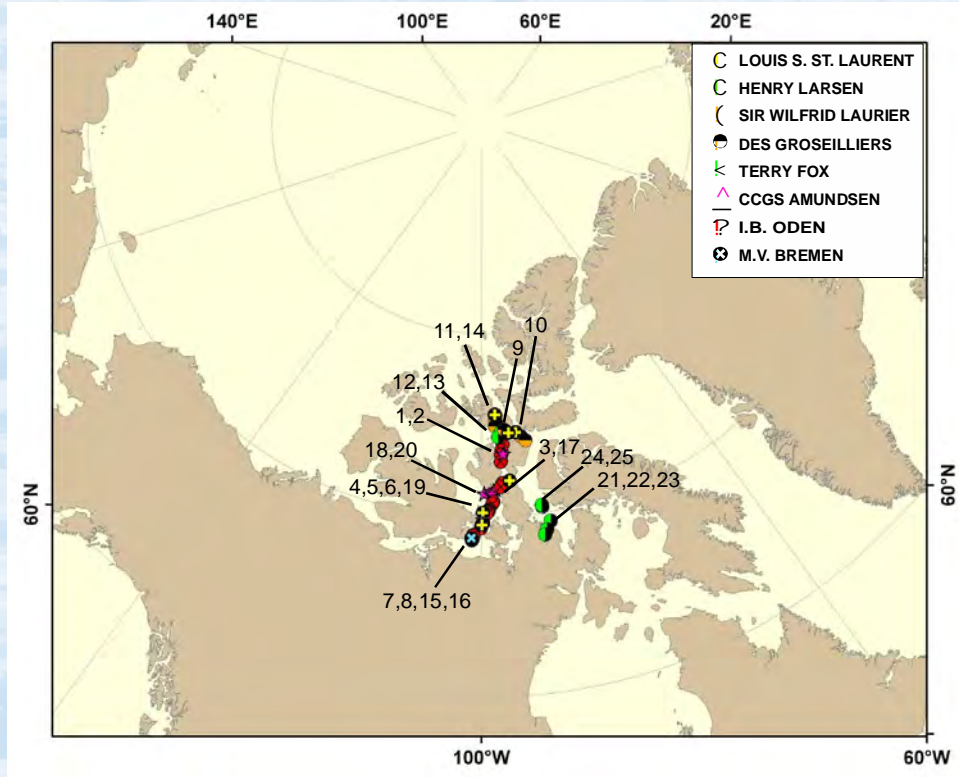 140°E 100°E 60°E 20°E
LOUIS S. ST. LAURENT
HENRY LARSEN
SIR WILFRID LAURIER
DES GROSEILLIERS
TERRY FOX
CCGS AMUNDSEN
I.B. ODEN
M.V. BREMEN
10
11,14
9
12,13
1,2
18,20
3,17
24,25
4,5,6,19
21,22,23
60°N
60°N
7,8,15,16
100°W
60°W